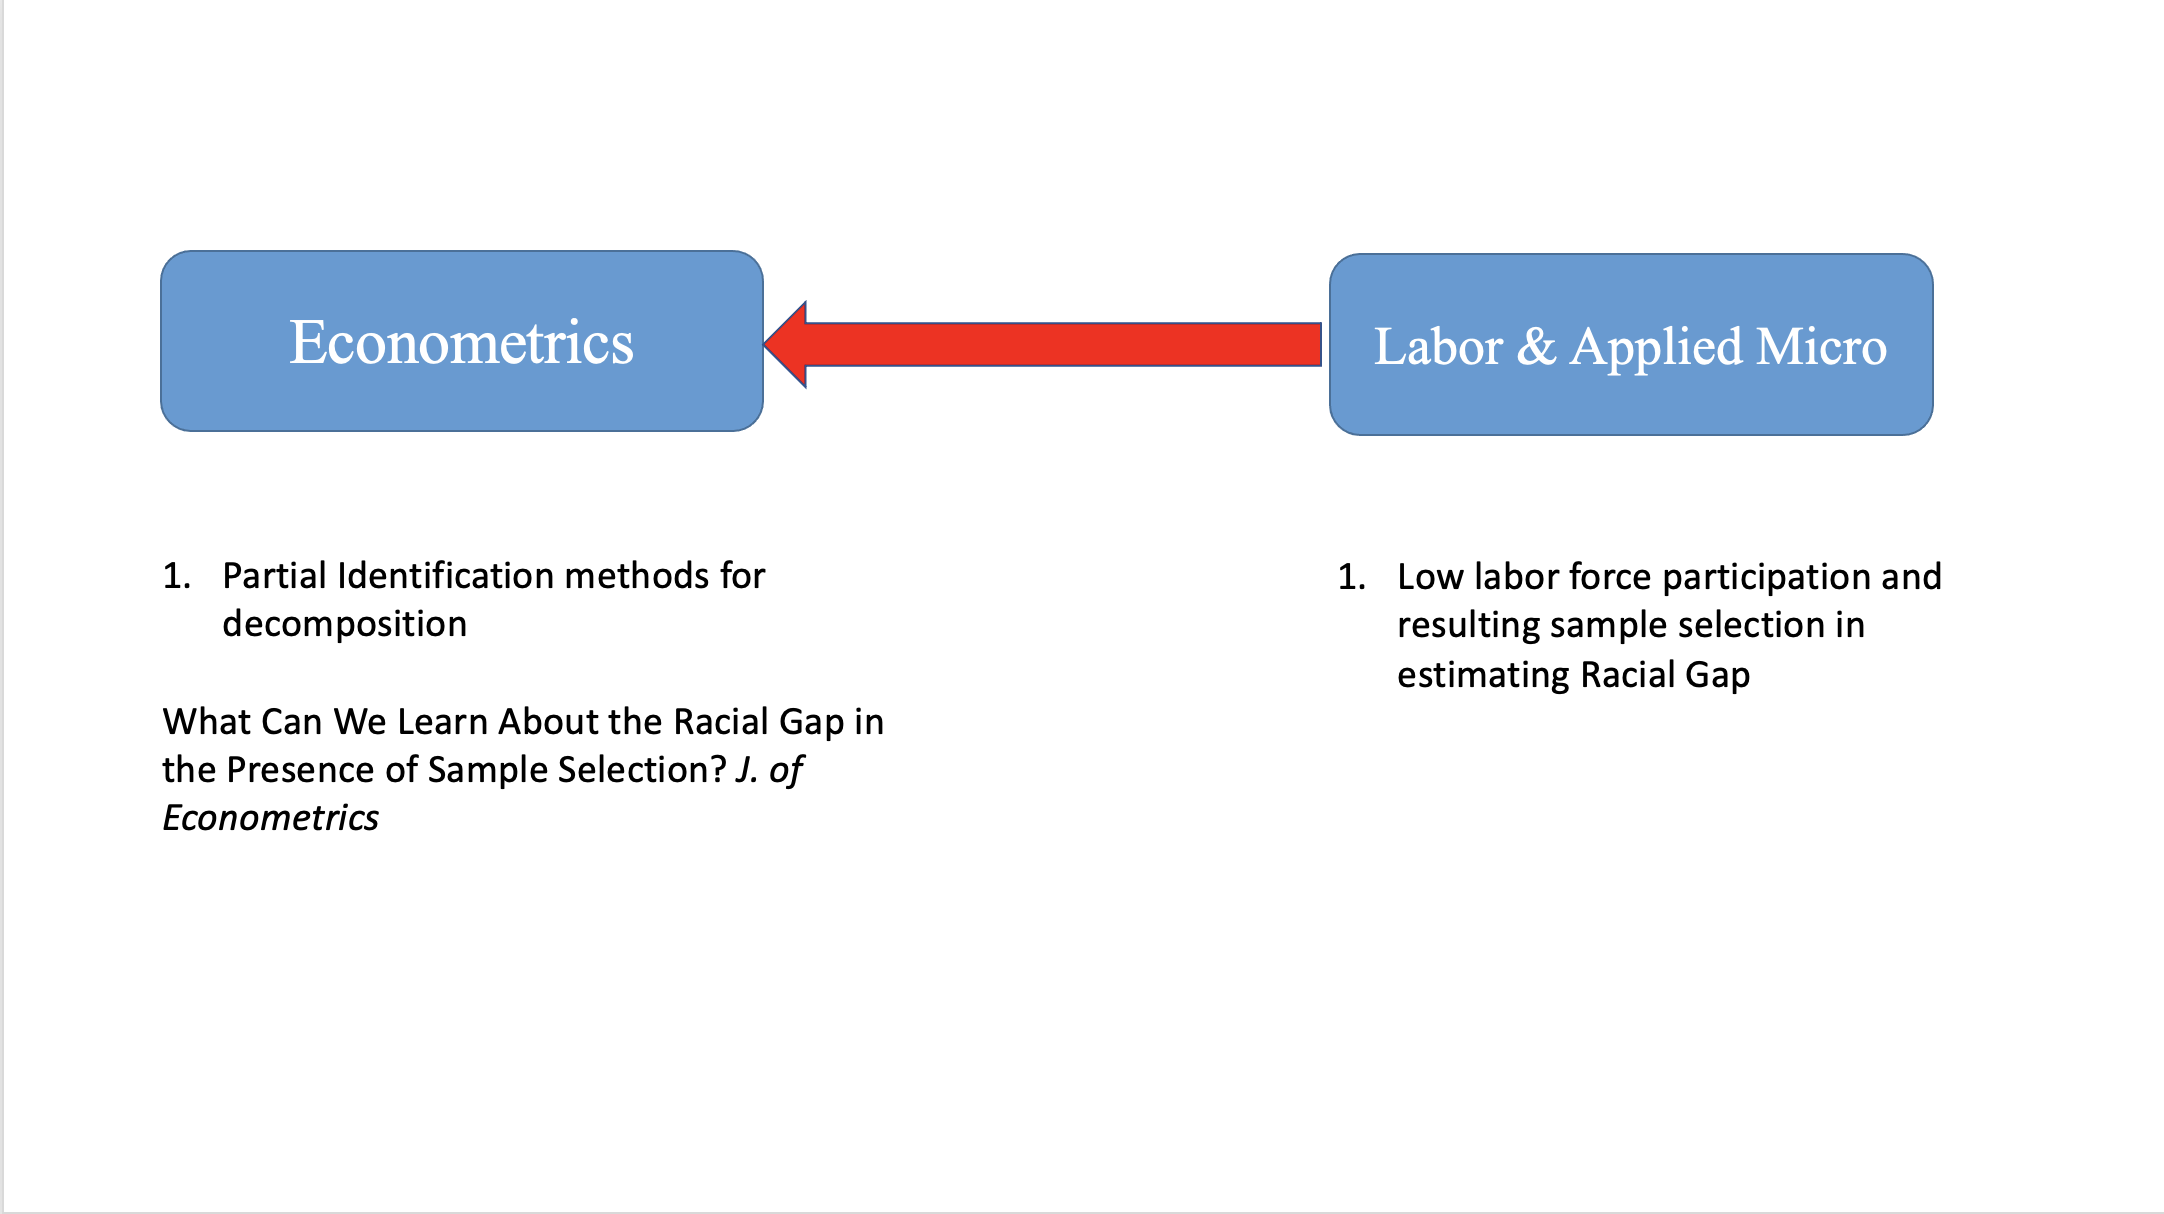 Econometrics
Labor & Applied Micro
1. Partial Identification methods for
decomposition
What Can We Learn About the Racial Gap in
the Presence of Sample Selection? J. of
Econometrics
1. Low labor force participation and
resulting sample selection in
estimating Racial Gap